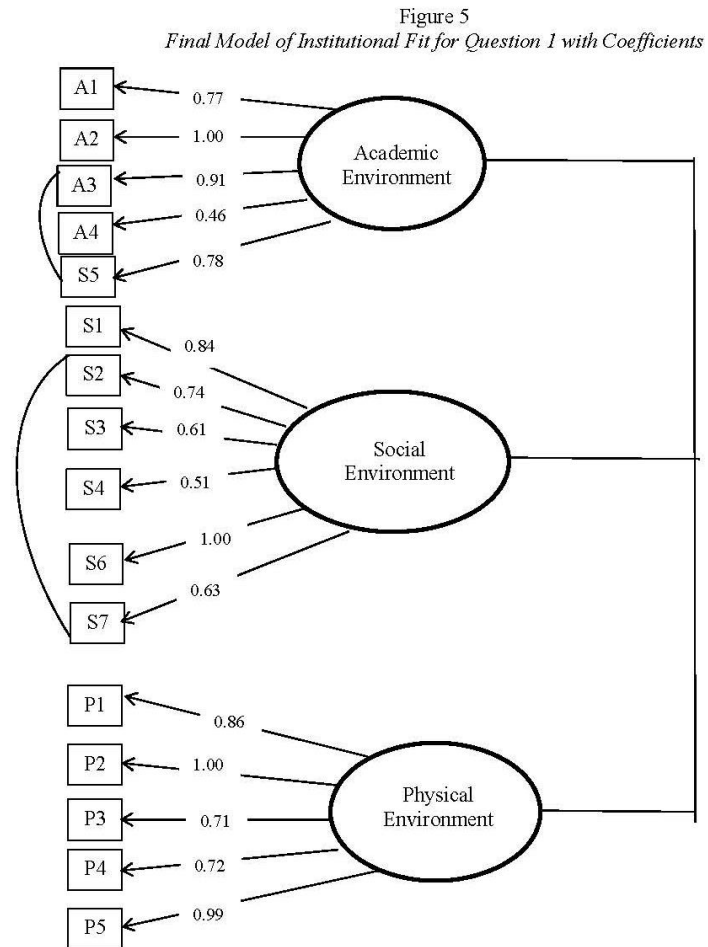 Figure 5
Final Model of Institutional Fit for Question 1 with Coefficients
A1
0.77
A2
1.00
A3
0.91
A4
0.46
S5
0.78
Academic
Environment
S1
0.84
S2
0.74
S3
0.61
S4
0.51
S6
1.00
S7
0.63
Social
Environment
P1
0.86
P2
1.00
P3
0.71
P4
0.72
P5
0.99
Physical
Environment